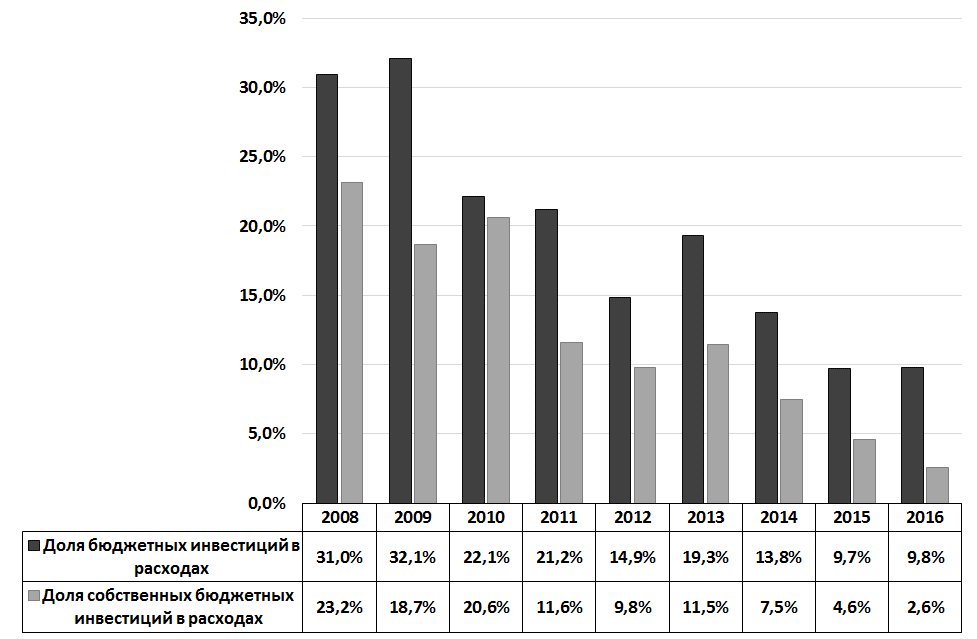 35,0%
30,0%
25,0%
20,0%
15,0%
10,0%
5,0%
0,0%
2008 2009 2010 2011 2012 2013 2014 2015 2016
Доля бюджетных инвестиций в
расходах
31,0% 32,1% 22,1% 21,2% 14,9% 19,3% 13,8% 9,7% 9,8%
Доля собственных бюджетных
инвестиций в расходах
23,2% 18,7% 20,6% 11,6% 9,8% 11,5% 7,5% 4,6% 2,6%